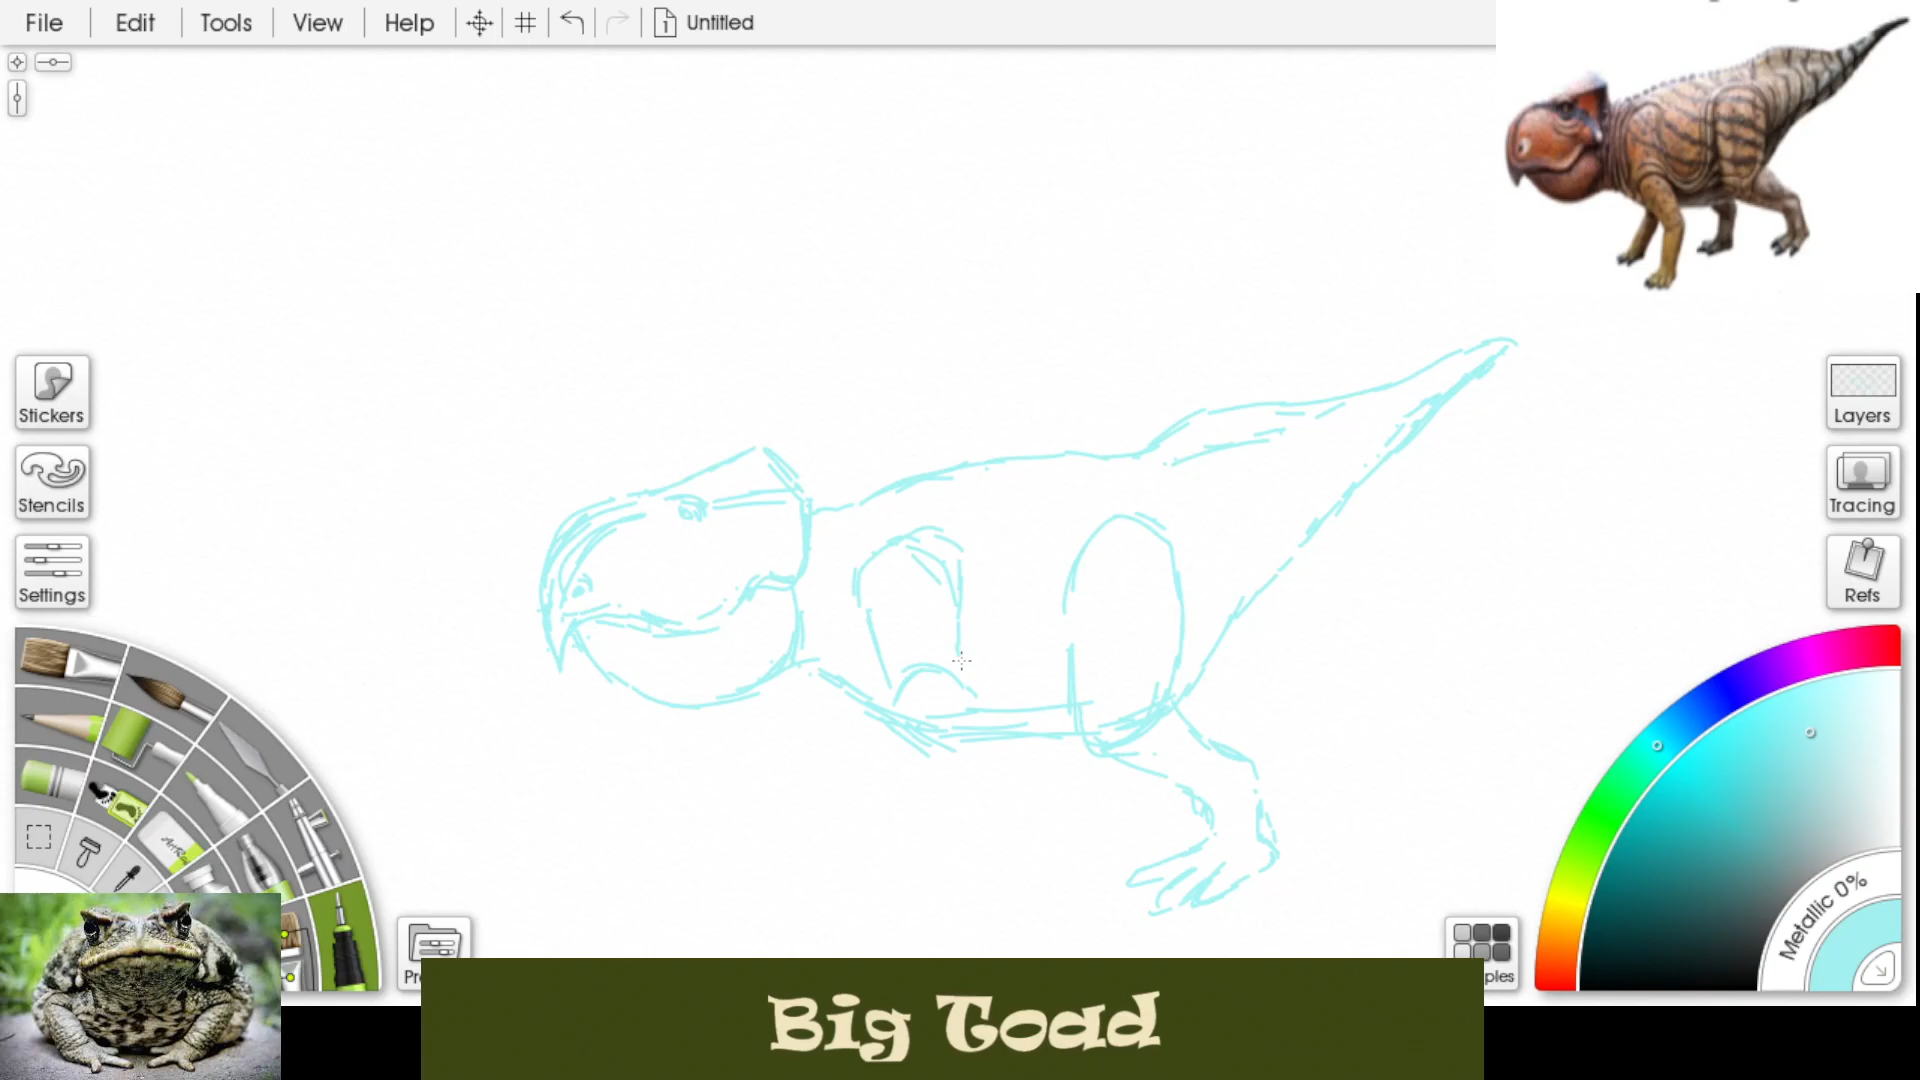 File
Edit
Tools
View
Help
Untitled
Stickers
Stencils
Settings
Layers
Tracing
Refs
Metallic 0%
Big Toad